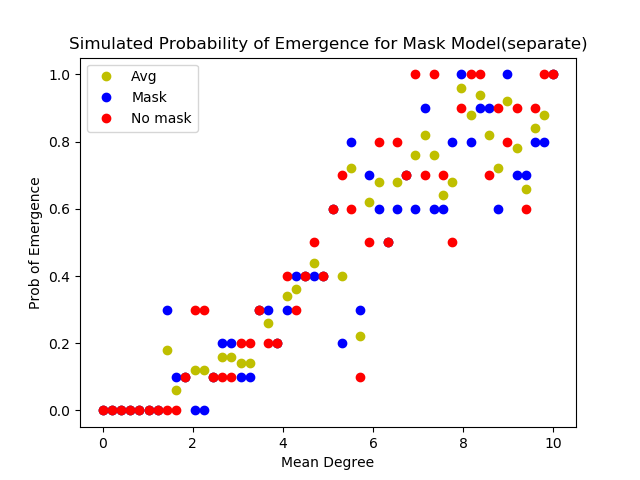 Simulated Probability of Emergence for Mask Model(separate)
Avg
Mask
No mask
1.0
0.8
0.6
0.4
0.2
0.0
Prob of Emergence
0 2 4 6 8 10
Mean Degree